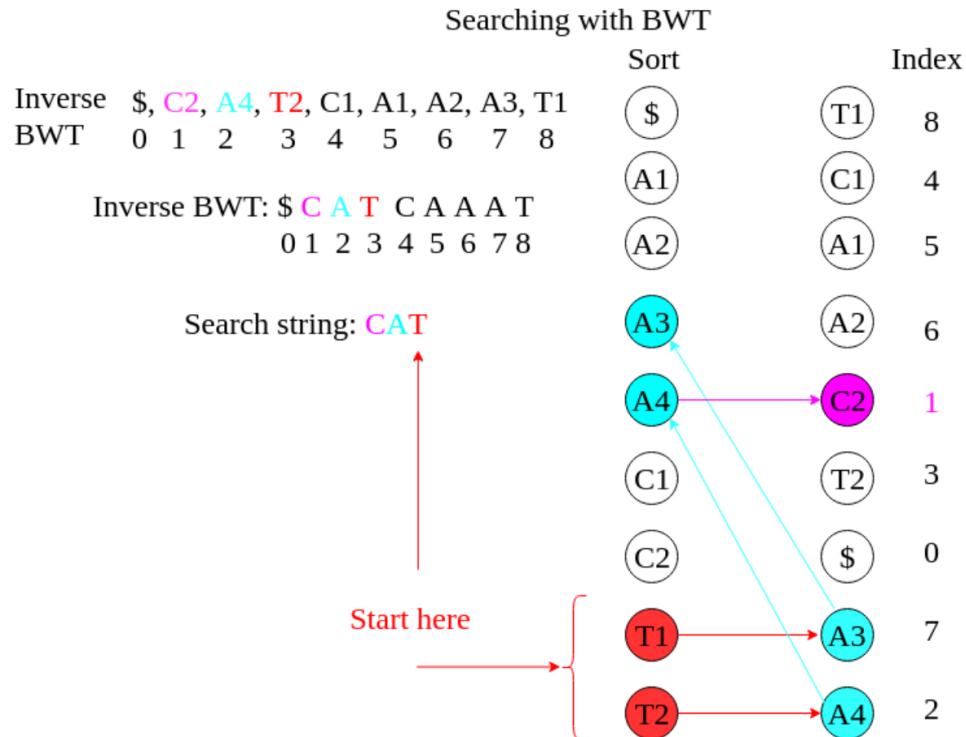 Searching with BWT
Sort Index
Inverse BWT $, C2, A4, T2, C1, A1, A2, A3, T1
0 1 2 3 4 5 6 7 8
Inverse BWT: $ C A T C A A A T
0 1 2 3 4 5 6 7 8
Search string: CAT
Start here
$ T1 8
A1 C1 4
A2 A1 5
A3 A2 6
A4 C2 1
C1 T2 3
C2 $ 0
T1 A3 7
T2 A4 2